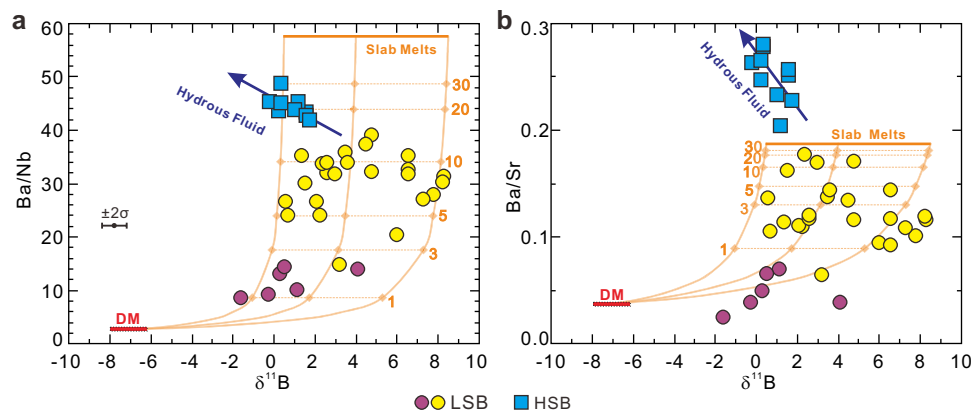 a
60
50
40
30
20
10
0
Ba/Nb
Slab Melts
30
20
10
5
3
1
Hydrous Fluid
±2σ
DM
-10 -8 -6 -4 -2 0 2 4 6 8 10
δ¹¹B
b
0.3
0.2
0.1
0.0
Ba/Sr
Hydrous Fluid
Slab Melts
30
20
10
5
3
1
DM
-10 -8 -6 -4 -2 0 2 4 6 8 10
δ¹¹B
LSB HSB